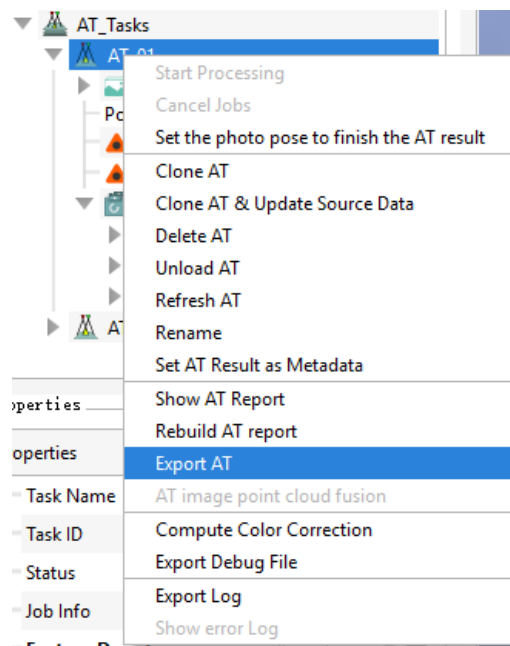 AT_Tasks
AT_01
Start Processing
Cancel Jobs
Set the photo pose to finish the AT result
Clone AT
Clone AT & Update Source Data
Delete AT
Unload AT
Refresh AT
Rename
Set AT Result as Metadata
Show AT Report
Rebuild AT report
Export AT
AT image point cloud fusion
Compute Color Correction
Export Debug File
Export Log
Show error Log
operties
operties
Task Name
Task ID
Status
Job Info